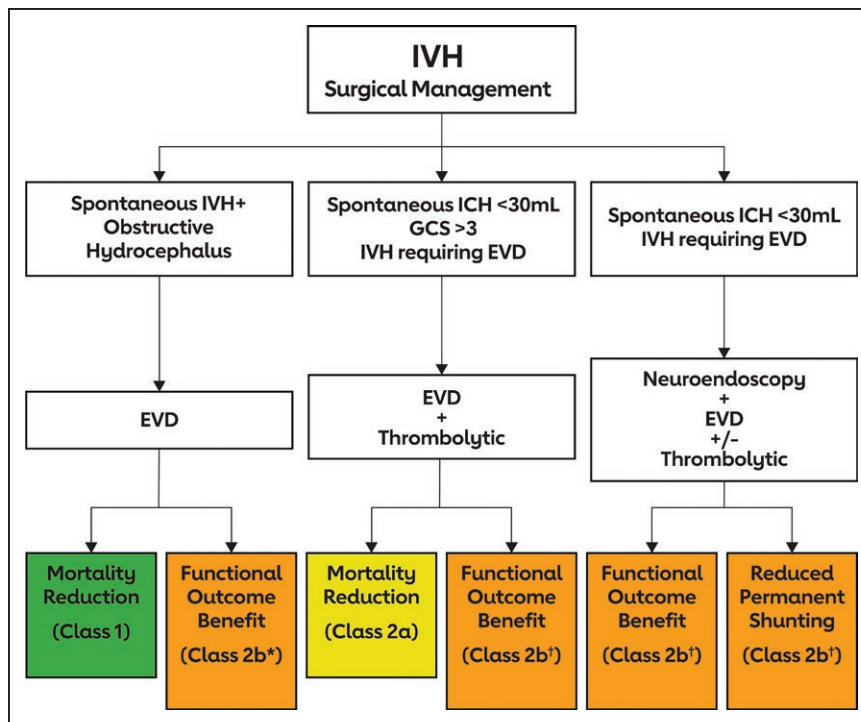 IVH
Surgical Management
Spontaneous IVH+
Obstructive
Hydrocephalus
Spontaneous ICH <30mL
GCS >3
IVH requiring EVD
Spontaneous ICH <30mL
IVH requiring EVD
EVD
EVD
+
Thrombolytic
Neuroendoscopy
+
EVD
+/-
Thrombolytic
Mortality
Reduction
(Class 1)
Functional
Outcome
Benefit
(Class 2b*)
Mortality
Reduction
(Class 2a)
Functional
Outcome
Benefit
(Class 2b†)
Functional
Outcome
Benefit
(Class 2b†)
Reduced
Permanent
Shunting
(Class 2b†)